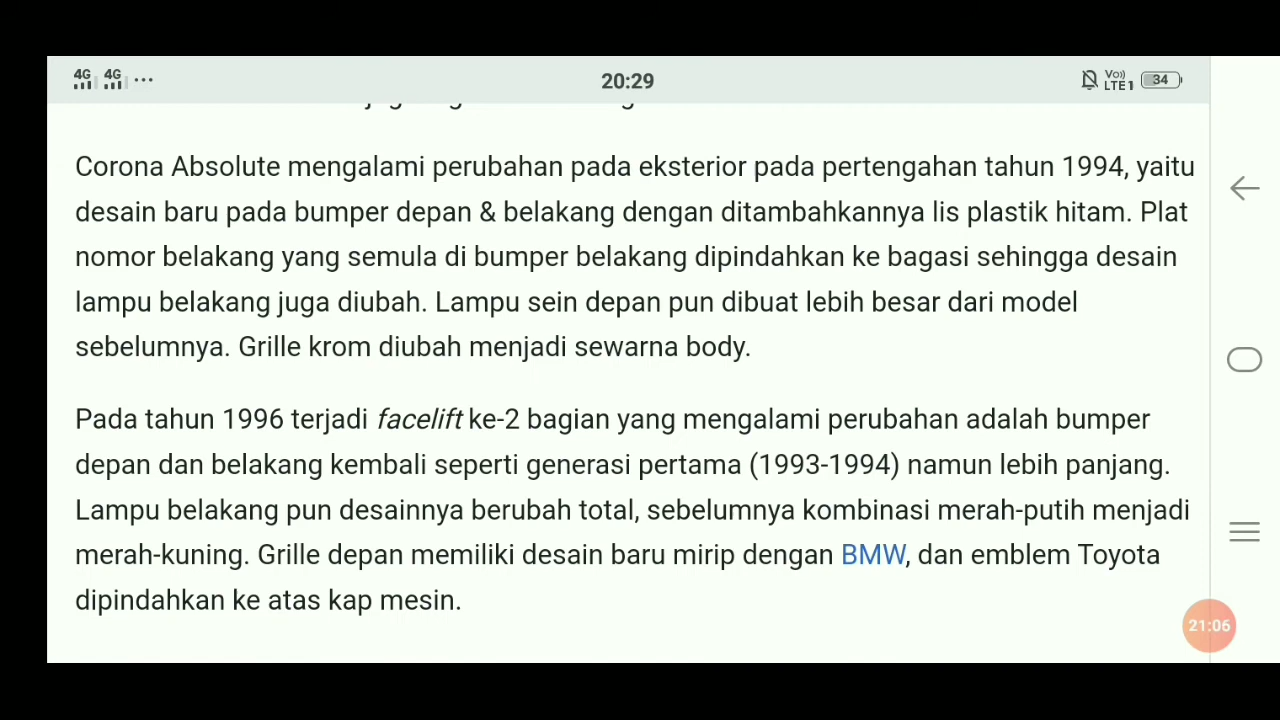 4G 4G ... 20:29 Vo)) LTE1 34
Corona Absolute mengalami perubahan pada eksterior pada pertengahan tahun 1994, yaitu
desain baru pada bumper depan & belakang dengan ditambahkannya lis plastik hitam. Plat
nomor belakang yang semula di bumper belakang dipindahkan ke bagasi sehingga desain
lampu belakang juga diubah. Lampu sein depan pun dibuat lebih besar dari model
sebelumnya. Grille krom diubah menjadi sewarna body.
Pada tahun 1996 terjadi facelift ke-2 bagian yang mengalami perubahan adalah bumper
depan dan belakang kembali seperti generasi pertama (1993-1994) namun lebih panjang.
Lampu belakang pun desainnya berubah total, sebelumnya kombinasi merah-putih menjadi
merah-kuning. Grille depan memiliki desain baru mirip dengan BMW, dan emblem Toyota
dipindahkan ke atas kap mesin.
21:06